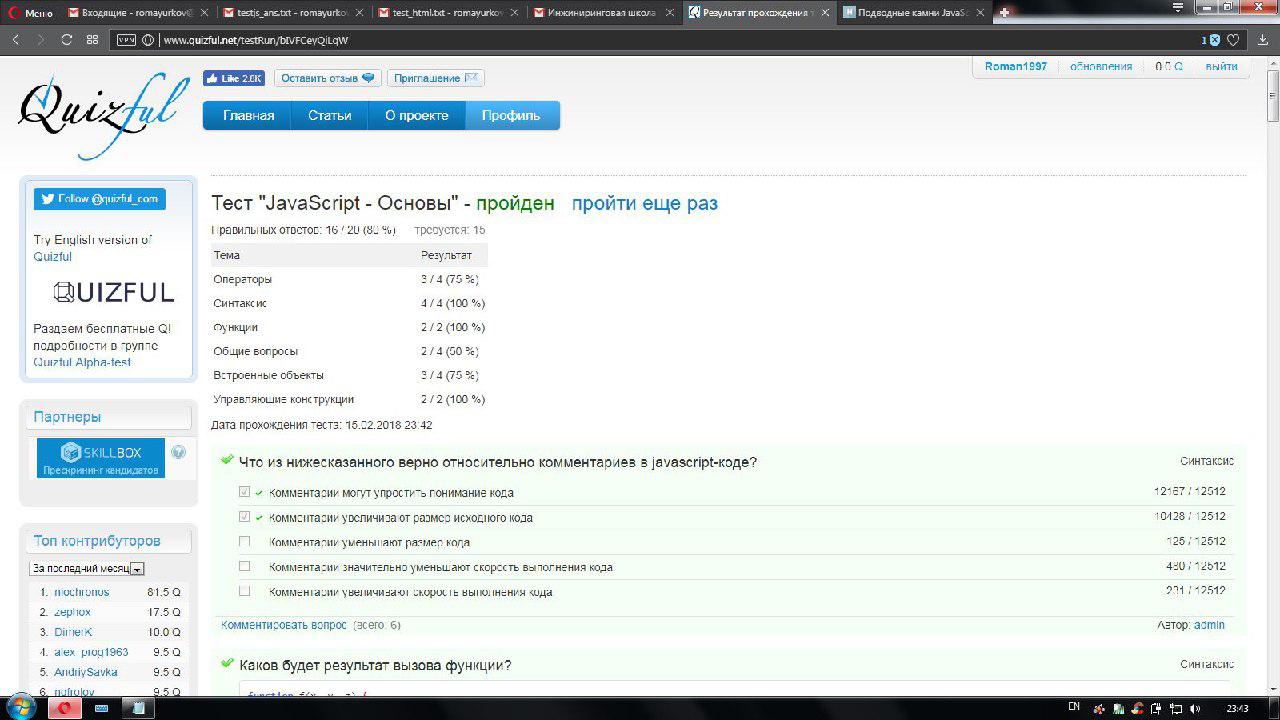 Меню
Входящие - romayurkov@
testjs_ans.txt - romayurkov
test_html.txt - romayurkov
Инжиниринговая школа
Результат прохождения т
Подводные камни JavaSc
VPN
www.quizful.net/testRun/bIVFCeyQiLqW
1
Quizful
Like 2.6K
Оставить отзыв
Приглашение
Roman1997
обновления
0.0 Q
выйти
Главная
Статьи
О проекте
Профиль
Follow @quizful_com
Try English version of
Quizful
QUIZFUL
Раздаем бесплатные Q!
подробности в группе
Quizful Alpha-test
Партнеры
SKILLBOX
Прескрининг кандидатов
Топ контрибуторов
За последний месяц
1. mochronos 81.5 Q
2. zephox 17.5 Q
3. DimerK 10.0 Q
4. alex_prog1963 9.5 Q
5. AndriySavka 9.5 Q
6. nofrolov 9.5 Q
Тест "JavaScript - Основы" - пройден пройти еще раз
Правильных ответов: 16 / 20 (80 %) требуется: 15
Тема Результат
Операторы 3 / 4 (75 %)
Синтаксис 4 / 4 (100 %)
Функции 2 / 2 (100 %)
Общие вопросы 2 / 4 (50 %)
Встроенные объекты 3 / 4 (75 %)
Управляющие конструкции 2 / 2 (100 %)
Дата прохождения теста: 15.02.2018 23:42
Что из нижесказанного верно относительно комментариев в javascript-коде? Синтаксис
Комментарии могут упростить понимание кода 12167 / 12512
Комментарии увеличивают размер исходного кода 10428 / 12512
Комментарии уменьшают размер кода 125 / 12512
Комментарии значительно уменьшают скорость выполнения кода / 12512
Комментарии увеличивают скорость выполнения кода / 12512
Комментировать вопрос (всего: 6) Автор: admin
Каков будет результат вызова функции? Синтаксис
EN
23:43